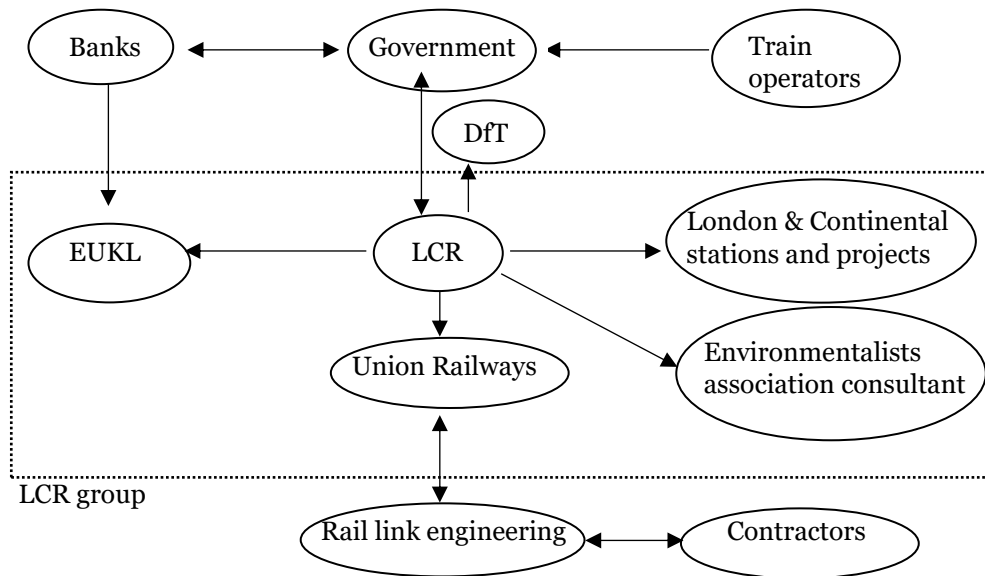 Banks
Government
Train
operators
DfT
EUKL
LCR
London & Continental
stations and projects
Union Railways
Environmentalists
association consultant
LCR group
Rail link engineering
Contractors